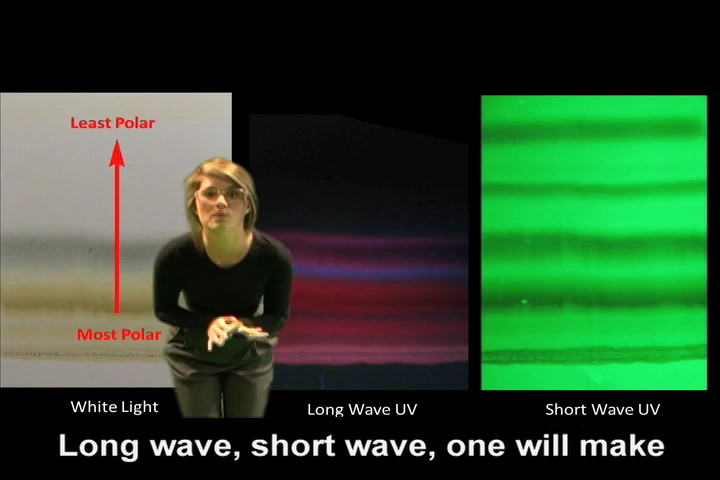 Least Polar
Most Polar
White Light
Long Wave UV
Short Wave UV
Long wave, short wave, one will make